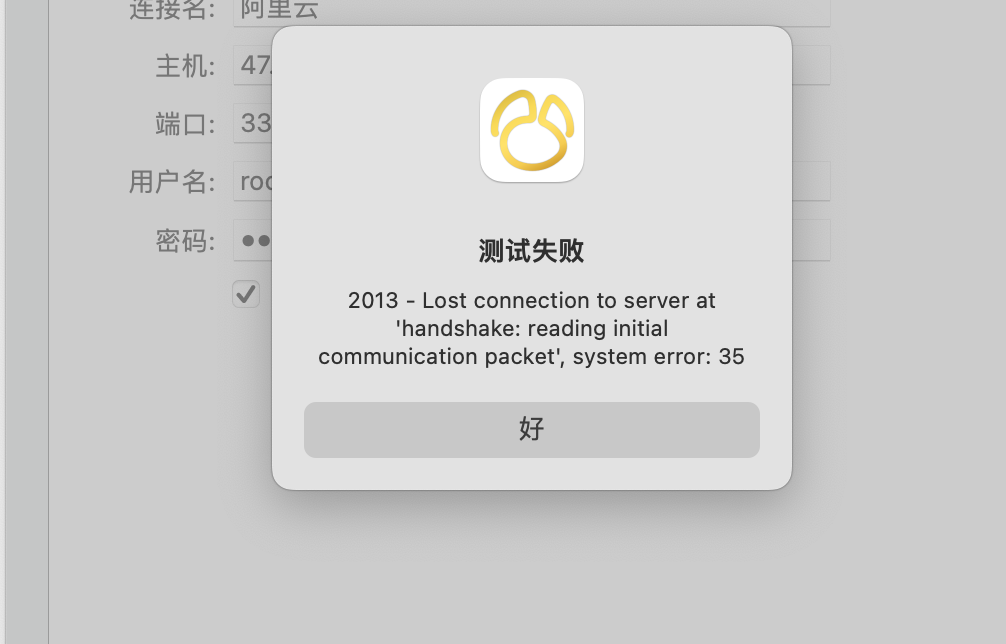 连接名: 阿里云
主机: 47.
端口: 33
用户名:
密码:
测试失败
2013 - Lost connection to server at
'handshake: reading initial
communication packet', system error: 35
好